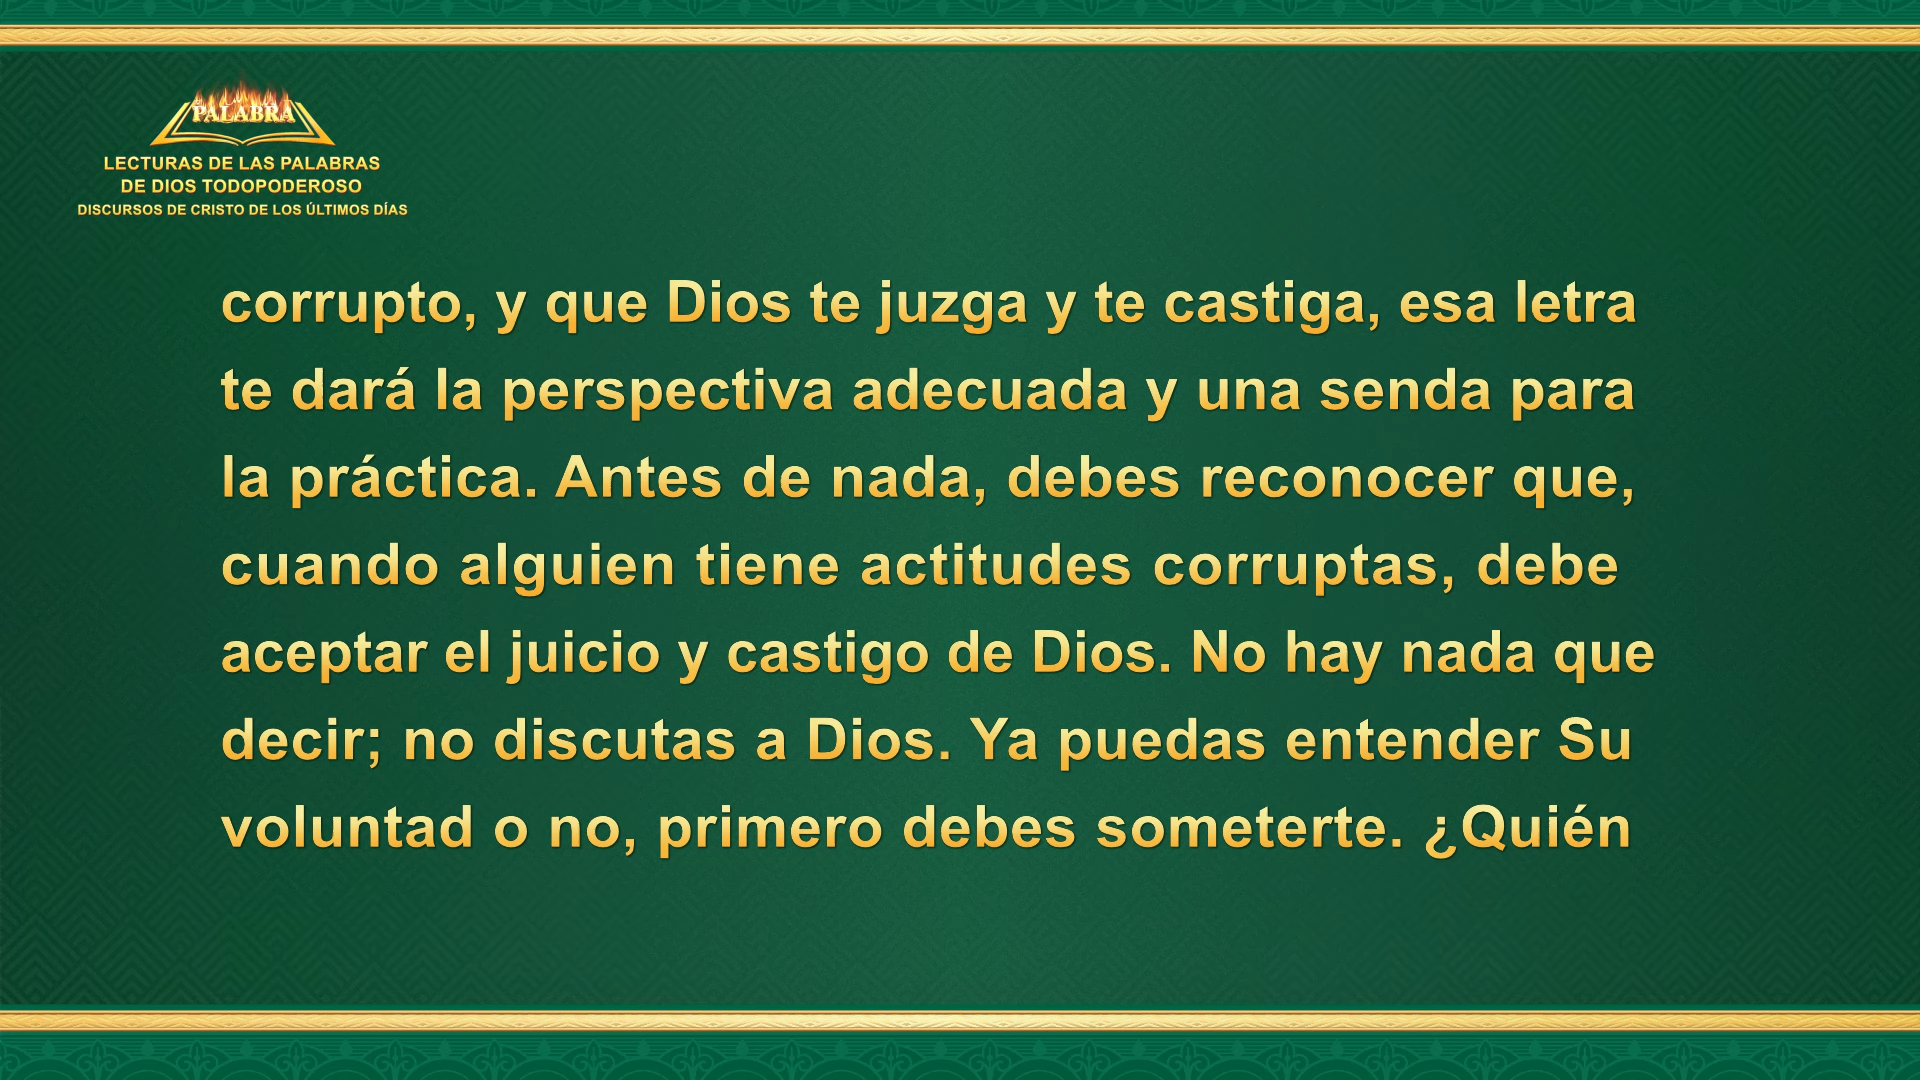 PALABRA
LECTURAS DE LAS PALABRAS
DE DIOS TODOPODEROSO
DISCURSOS DE CRISTO DE LOS ÚLTIMOS DÍAS
corrupto, y que Dios te juzga y te castiga, esa letra
te dará la perspectiva adecuada y una senda para
la práctica. Antes de nada, debes reconocer que,
cuando alguien tiene actitudes corruptas, debe
aceptar el juicio y castigo de Dios. No hay nada que
decir; no discutas a Dios. Ya puedas entender Su
voluntad o no, primero debes someterte. ¿Quién